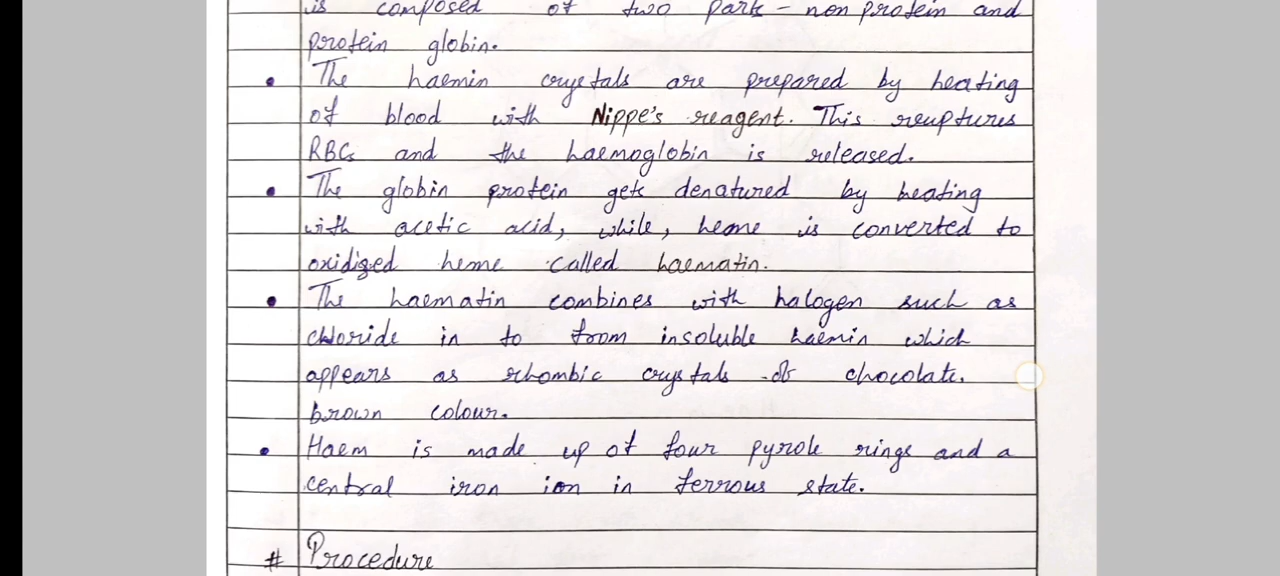 is composed of two park - non protein and
protein globin.
• The haemin crystals are prepared by heating
of blood with Nippe's reagent. This reuptures
RBCs and the haemoglobin is released.
• The globin protein gets denatured by heating
with acetic acid, while, heme is converted to
oxidized heme called haematin.
• The haematin combines with halogen such as
chloride in to from insoluble haemin which
appears as rhombic crystals of chocolate.
brown colour.
• Haem is made up of four pyrole rings and a
central iron ion in ferrous state.
# Procedure